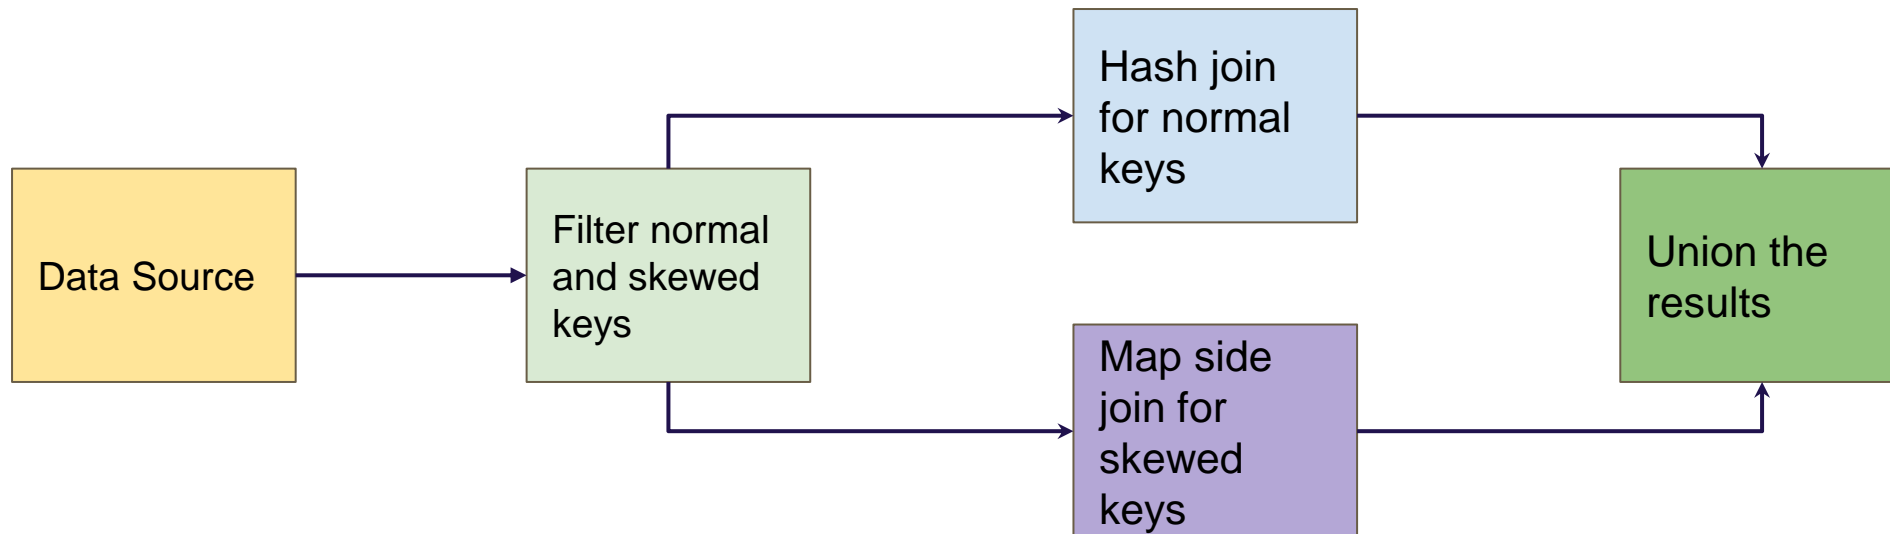 Data Source
Filter normal
and skewed
keys
Hash join
for normal
keys
Map side
join for
skewed
keys
Union the
results